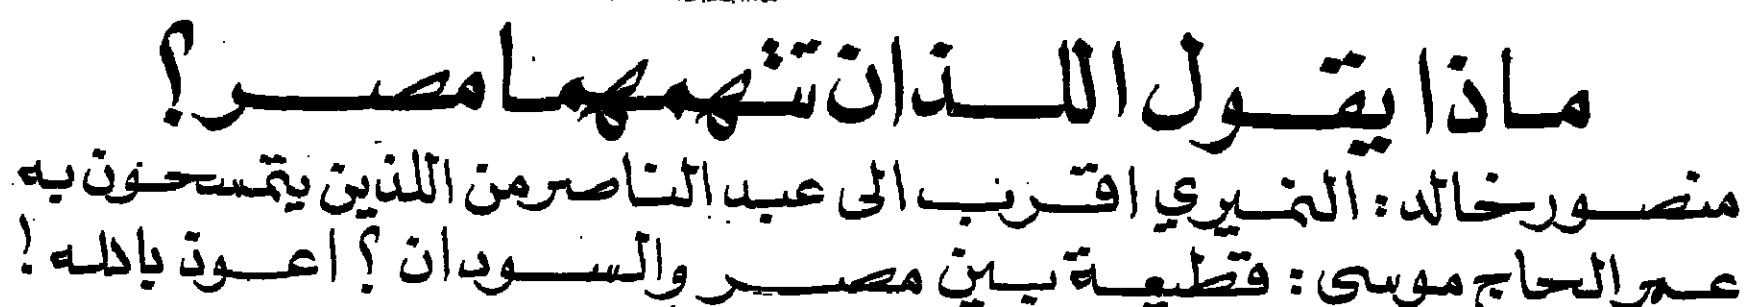 ماذا يقول اللذان تتهمهما مصر؟
منصور خالد: النميري اقرب الى عبد الناصر من اللذين يتمسحون به
عمر الحاج موسى: قطيعة بين مصر والسودان؟ اعوذ بالله!